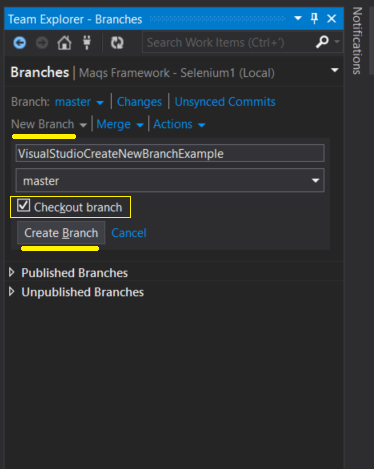 Team Explorer - Branches
Search Work Items (Ctrl+')
Branches | Maqs Framework - Selenium1 (Local)
Branch: master | Changes | Unsynced Commits
New Branch | Merge | Actions
VisualStudioCreateNewBranchExample
master
Checkout branch
Create Branch Cancel
Published Branches
Unpublished Branches
Notifications